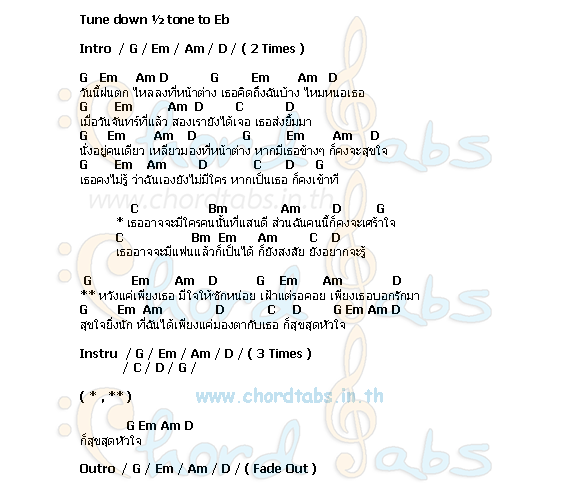 Tune down ½ tone to Eb
Intro / G / Em / Am / D / ( 2 Times )
G Em Am D G Em Am D
วันนี้ฝนตก ไหลลงที่หน้าต่าง เธอคิดถึงฉันบ้าง ไหมหนอเธอ
G Em Am D C D
เมื่อวันจันทร์ที่แล้ว สองเรายังได้เจอ เธอส่งยิ้มมา
G Em Am D G Em Am D
นั่งอยู่คนเดียว เหลียวมองที่หน้าต่าง หากมีเธอข้างๆ ก็คงจะสุขใจ
G Em Am D C D G
เธอคงไม่รู้ ว่าฉันเองยังไม่มีใคร หากเป็นเธอ ก็คงเข้าที
www.chordtabs.in.th
C Bm Am D G
* เธออาจจะมีใครคนนั้นที่แสนดี ส่วนฉันคนนี้ก็คงจะเศร้าใจ
C Bm Em Am C D
เธออาจจะมีแฟนแล้วก็เป็นได้ ก็ยังสงสัย ยังอยากจะรู้
G Em Am D G Em Am D
** หวังแค่เพียงเธอ มีใจให้ซักหน่อย เฝ้าแต่รอคอย เพียงเธอบอกรักมา
G Em Am D C D G Em Am D
สุขใจยิ่งนัก ที่ฉันได้เพียงแค่มองตากับเธอ ก็สุขสุดหัวใจ
Instru / G / Em / Am / D / ( 3 Times )
/ C / D / G /
( * , ** )
www.chordtabs.in.th
G Em Am D
ก็สุขสุดหัวใจ
Outro / G / Em / Am / D / ( Fade Out )